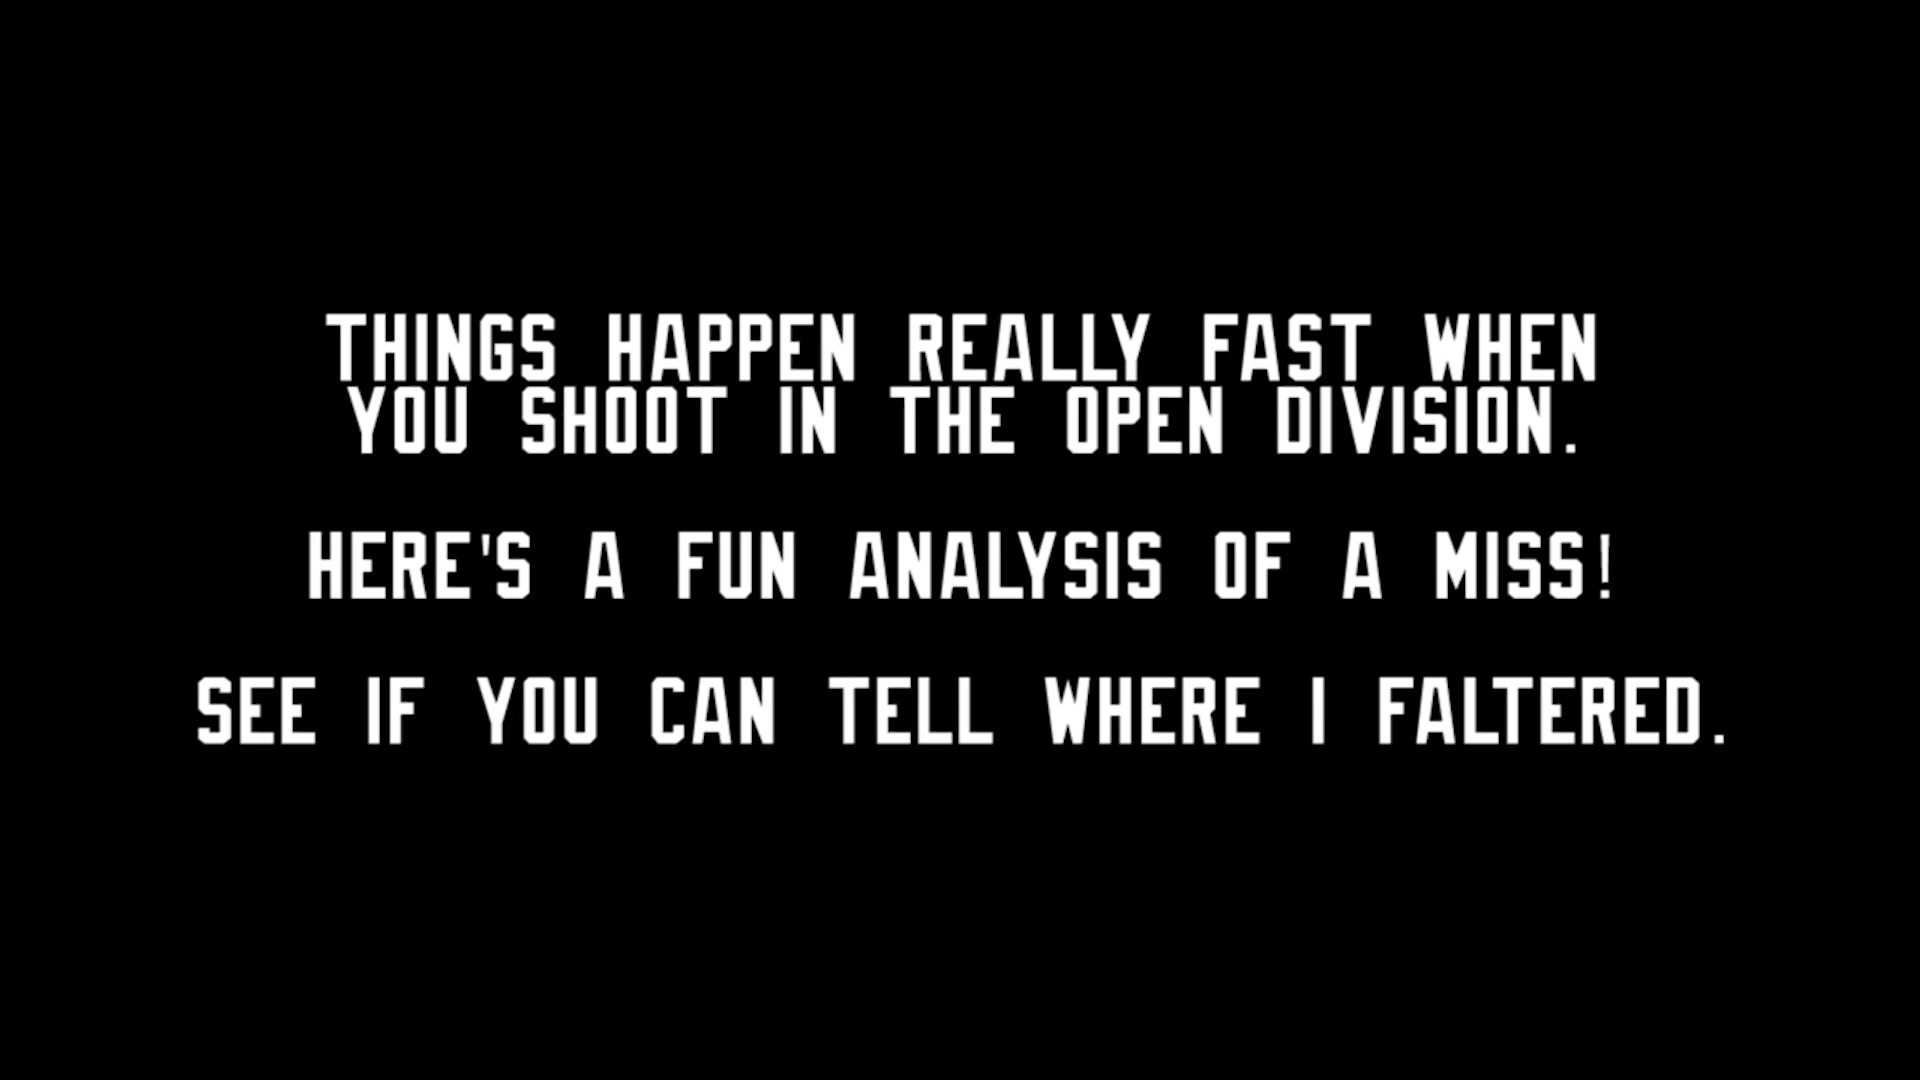 THINGS HAPPEN REALLY FAST WHEN
YOU SHOOT IN THE OPEN DIVISION.
HERE'S A FUN ANALYSIS OF A MISS!
SEE IF YOU CAN TELL WHERE I FALTERED.